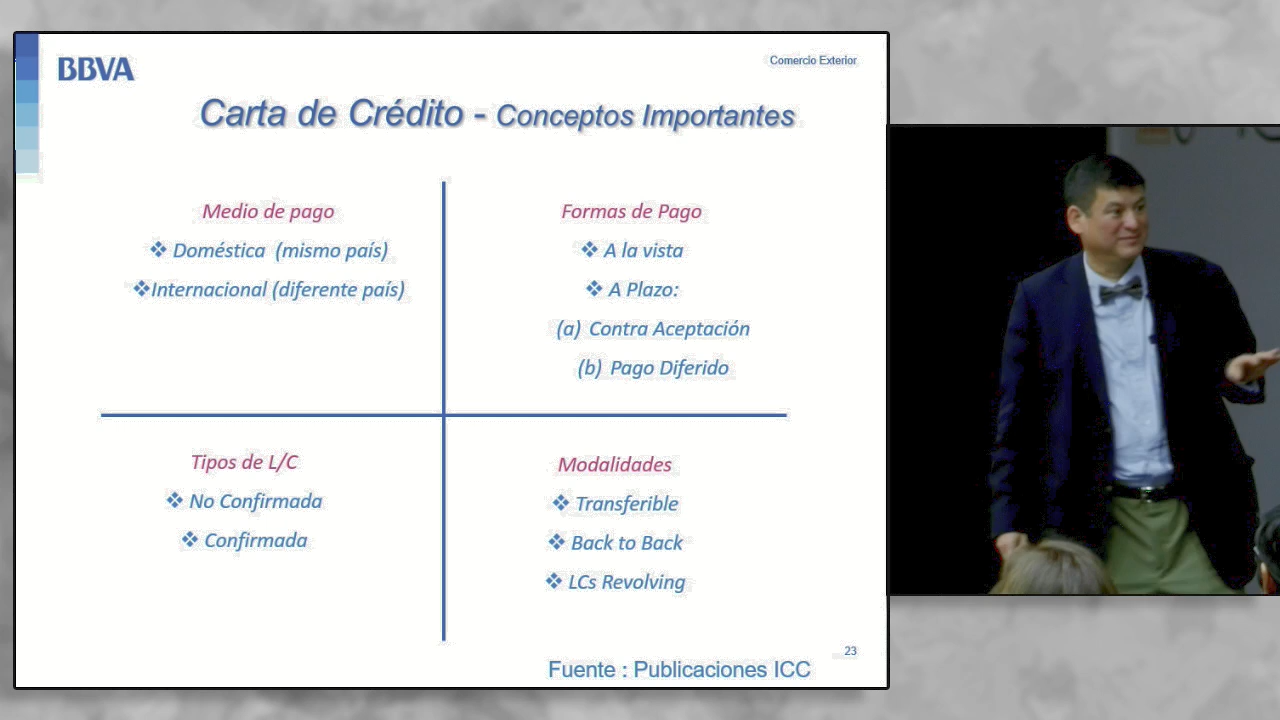 BBVA
Comercio Exterior
Carta de Crédito - Conceptos Importantes
Medio de pago
❖ Doméstica (mismo país)
❖Internacional (diferente país)
Formas de Pago
❖ A la vista
❖ A Plazo:
(a) Contra Aceptación
(b) Pago Diferido
Tipos de L/C
❖ No Confirmada
❖ Confirmada
Modalidades
❖ Transferible
❖ Back to Back
❖ LCs Revolving
23
Fuente : Publicaciones ICC